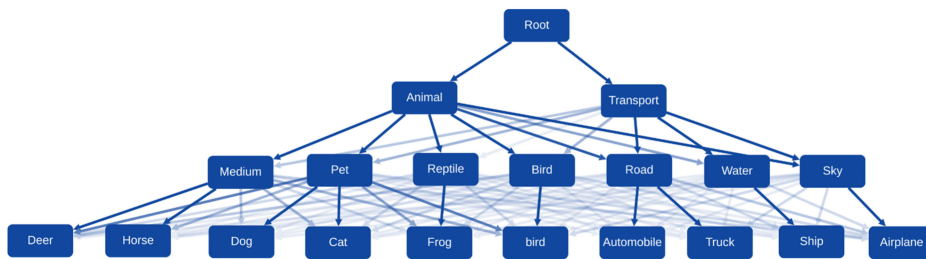 Root
Animal
Transport
Medium
Pet
Reptile
Bird
Road
Water
Sky
Deer
Horse
Dog
Cat
Frog
bird
Automobile
Truck
Ship
Airplane